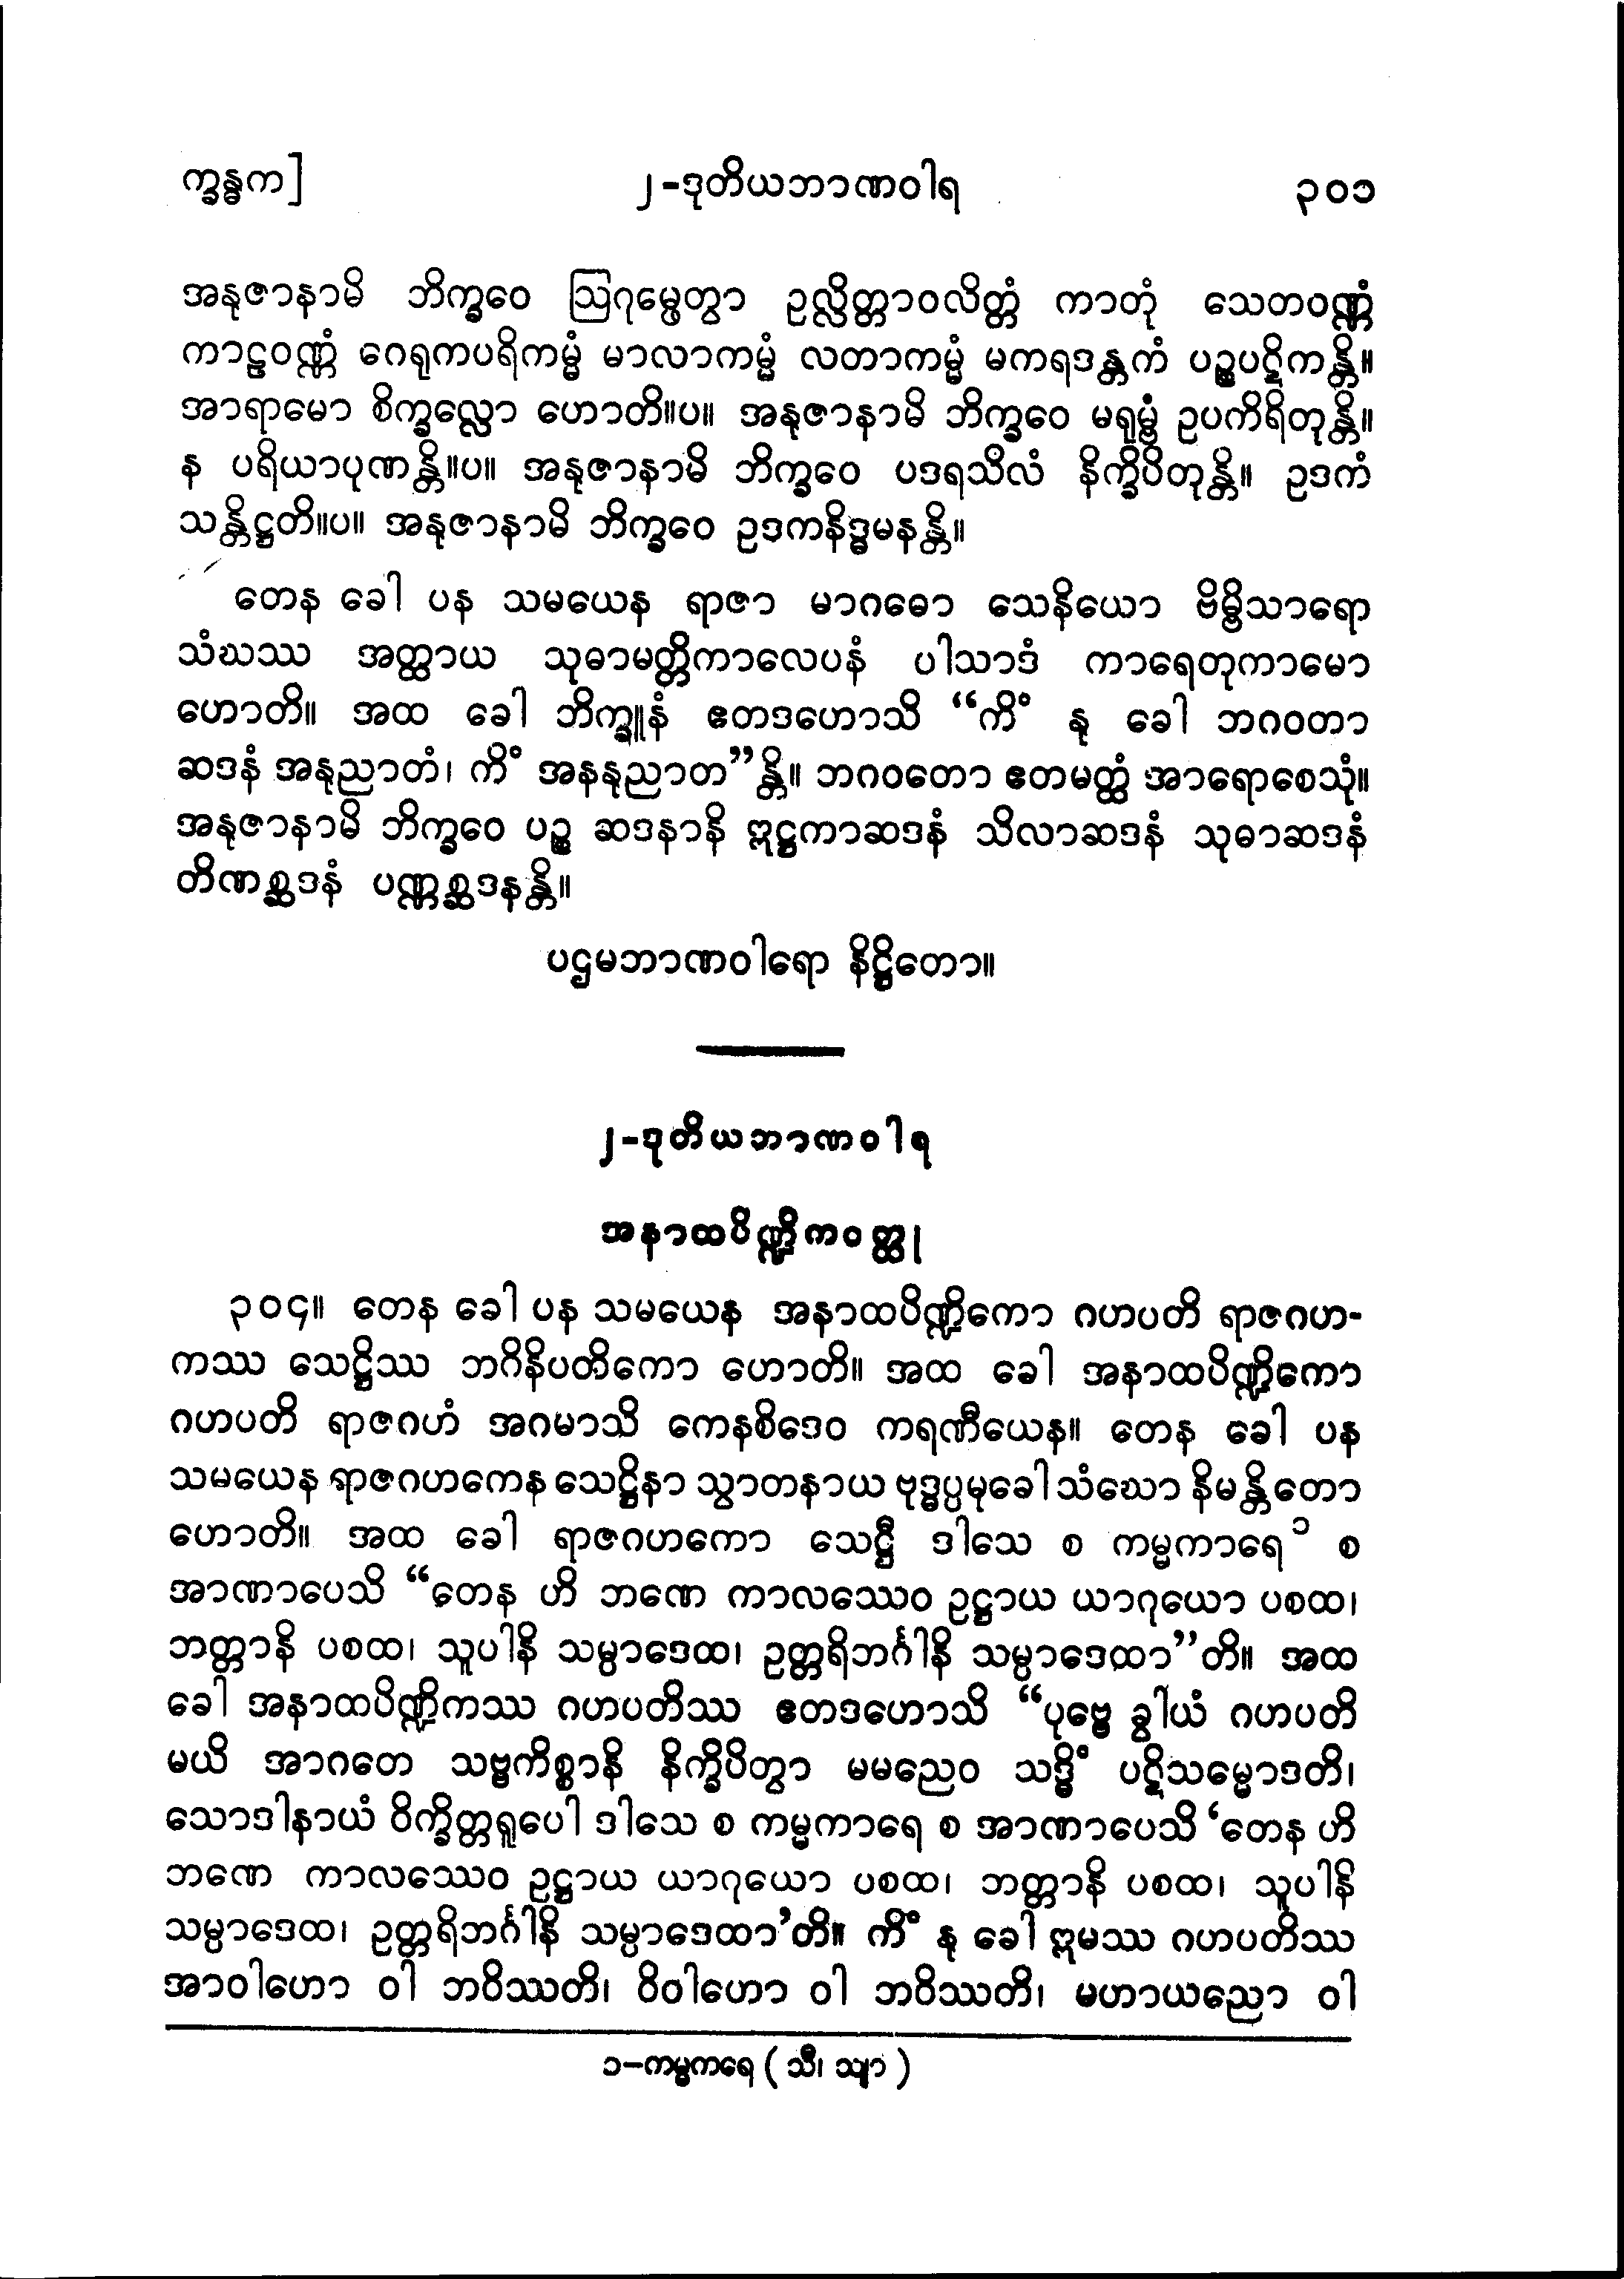 က္ခန္ဓက]
၂-ဒုတိယဘာဏဝါရ
၃၀၁
အနုဇာနာမိ ဘိက္ခဝေ ဩဂုမ္ဖေတွာ ဥလ္လိတ္တာဝလိတ္တံ ကာတုံ သေတဝဏ္ဏံ
ကာဠဝဏ္ဏံ ဂေရုကပရိကမ္မံ မာလာကမ္မံ လတာကမ္မံ မကရဒန္တကံ ပဉ္စပဋိကန္တိ။
အာရာမော စိက္ခလ္လော ဟောတိ။ပ။ အနုဇာနာမိ ဘိက္ခဝေ မရုမ္ဗံ ဥပကိရိတုန္တိ။
န ပရိယာပုဏန္တိ။ပ။ အနုဇာနာမိ ဘိက္ခဝေ ပဒရသိလံ နိက္ခိပိတုန္တိ။ ဥဒကံ
သန္တိဋ္ဌတိ။ပ။ အနုဇာနာမိ ဘိက္ခဝေ ဥဒကနိဒ္ဓမနန္တိ။
တေန ခေါ ပန သမယေန ရာဇာ မာဂဓော သေနိယော ဗိမ္ဗိသာရော
သံဃဿ အတ္ထာယ သုဓာမတ္တိကာလေပနံ ပါသာဒံ ကာရေတုကာမော
ဟောတိ။ အထ ခေါ ဘိက္ခူနံ ဧတဒဟောသိ “ကိံ နု ခေါ ဘဂဝတာ
ဆဒနံ အနုညာတံ၊ ကိံ အနနုညာတ”န္တိ။ ဘဂဝတော ဧတမတ္ထံ အာရောစေသုံ။
အနုဇာနာမိ ဘိက္ခဝေ ပဉ္စ ဆဒနာနိ ဣဋ္ဌကာဆဒနံ သိလာဆဒနံ သုဓာဆဒနံ
တိဏစ္ဆဒနံ ပဏ္ဏစ္ဆဒနန္တိ။
ပဌမဘာဏဝါရော နိဋ္ဌိတော။
၂-ဒုတိယဘာဏဝါရ
အနာထပိဏ္ဍိကဝတ္ထု
၃၀၄။ တေန ခေါ ပန သမယေန အနာထပိဏ္ဍိကော ဂဟပတိ ရာဇဂဟ-
ကဿ သေဋ္ဌိဿ ဘဂိနိပတိကော ဟောတိ။ အထ ခေါ အနာထပိဏ္ဍိကော
ဂဟပတိ ရာဇဂဟံ အဂမာသိ ကေနစိဒေဝ ကရဏီယေန။ တေန ခေါ ပန
သမယေန ရာဇဂဟကေန သေဋ္ဌိနာ သွာတနာယ ဗုဒ္ဓပ္ပမုခေါ သံဃော နိမန္တိတော
ဟောတိ။ အထ ခေါ ရာဇဂဟကော သေဋ္ဌီ ဒါသေ စ ကမ္မကာရေ ၁ စ
အာဏာပေသိ “တေန ဟိ ဘဏေ ကာလဿေဝ ဥဋ္ဌာယ ယာဂုယော ပစထ၊
ဘတ္တာနိ ပစထ၊ သူပါနိ သမ္ပာဒေထ၊ ဥတ္တရိဘင်္ဂါနိ သမ္ပာဒေထာ”တိ။ အထ
ခေါ အနာထပိဏ္ဍိကဿ ဂဟပတိဿ ဧတဒဟောသိ “ပုဗ္ဗေ ခွါယံ ဂဟပတိ
မယိ အာဂတေ သဗ္ဗကိစ္စာနိ နိက္ခိပိတွာ မမညေဝ သဒ္ဓိံ ပဋိသမ္မောဒတိ၊
သောဒါနာယံ ဝိက္ခိတ္တရူပေါ ဒါသေ စ ကမ္မကာရေ စ အာဏာပေသိ ‘တေန ဟိ
ဘဏေ ကာလဿေဝ ဥဋ္ဌာယ ယာဂုယော ပစထ၊ ဘတ္တာနိ ပစထ၊ သူပါနိ
သမ္ပာဒေထ၊ ဥတ္တရိဘင်္ဂါနိ သမ္ပာဒေထာ’တိ။ ကိံ နု ခေါ ဣမဿ ဂဟပတိဿ
အာဝါဟော ဝါ ဘဝိဿတိ၊ ဝိဝါဟော ဝါ ဘဝိဿတိ၊ မဟာယညော ဝါ
၁-ကမ္မကရေ (သီ၊ သျာ)